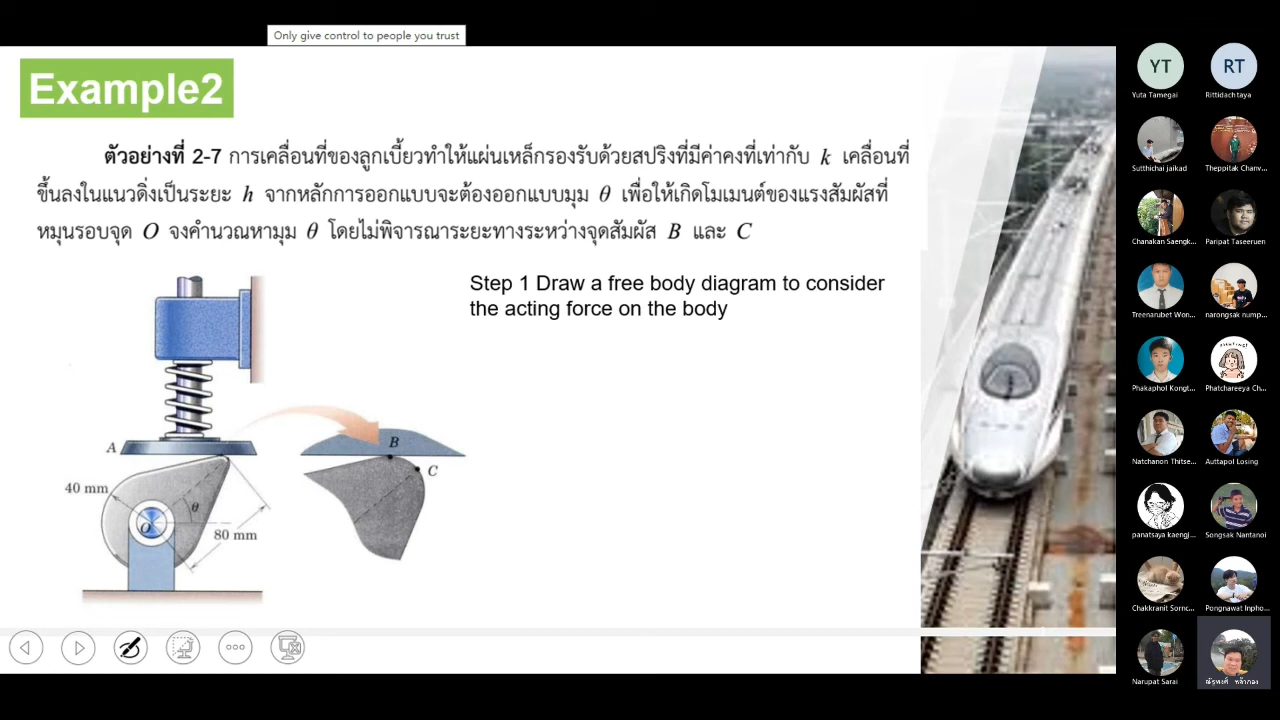 Only give control to people you trust
Example2
ตัวอย่างที่ 2-7 การเคลื่อนที่ของลูกเบี้ยวทำให้แผ่นเหล็กรองรับด้วยสปริงที่มีค่าคงที่เท่ากับ k เคลื่อนที่
ขึ้นลงในแนวดิ่งเป็นระยะ h จากหลักการออกแบบจะต้องออกแบบมุม θ เพื่อให้เกิดโมเมนต์ของแรงสัมผัสที่
หมุนรอบจุด O จงคำนวณหามุม θ โดยไม่พิจารณาระยะทางระหว่างจุดสัมผัส B และ C
Step 1 Draw a free body diagram to consider
the acting force on the body
A
B
C
40 mm
θ
O
80 mm
YT
RT
Yuta Tamegai
Rittidach taya
Sutthichai jaikad
Theppitak Chanv...
Chanakan Saengk...
Paripat Taseeruen
Treenarubet Won...
narongsak nump...
Phakaphol Kongt...
Phatchareeya Ch...
Natchanon Thitse...
Auttapol Losing
panatsaya kaengj...
Songsak Nantanoi
Chakkranit Sornc...
Pongnawat Inpho...
Narupat Sarai